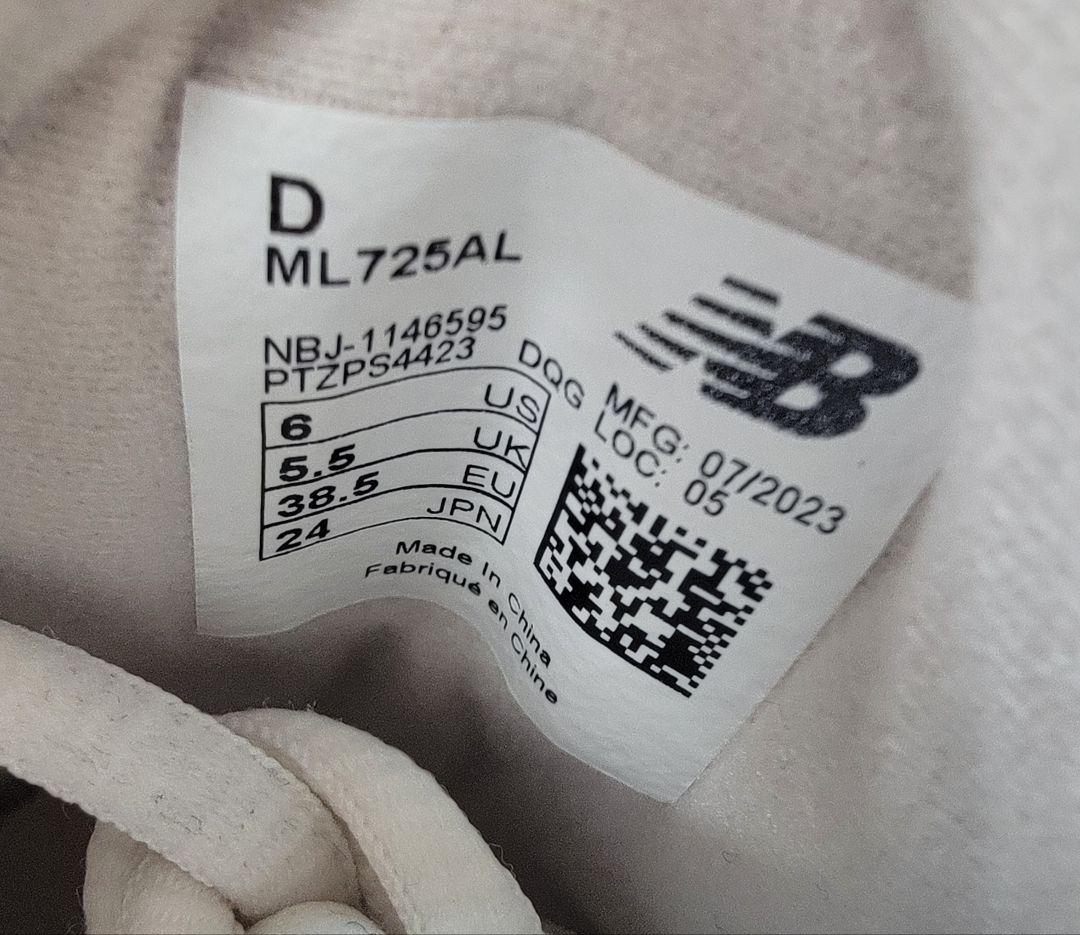 D
ML725AL
NBJ-1146595
PTZPS4423 DQG
6 US
5.5 UK
38.5 EU
24 JPN
Made In China
Fabriqué en Chine
NB
MFG: 07/2023
LOC: 05